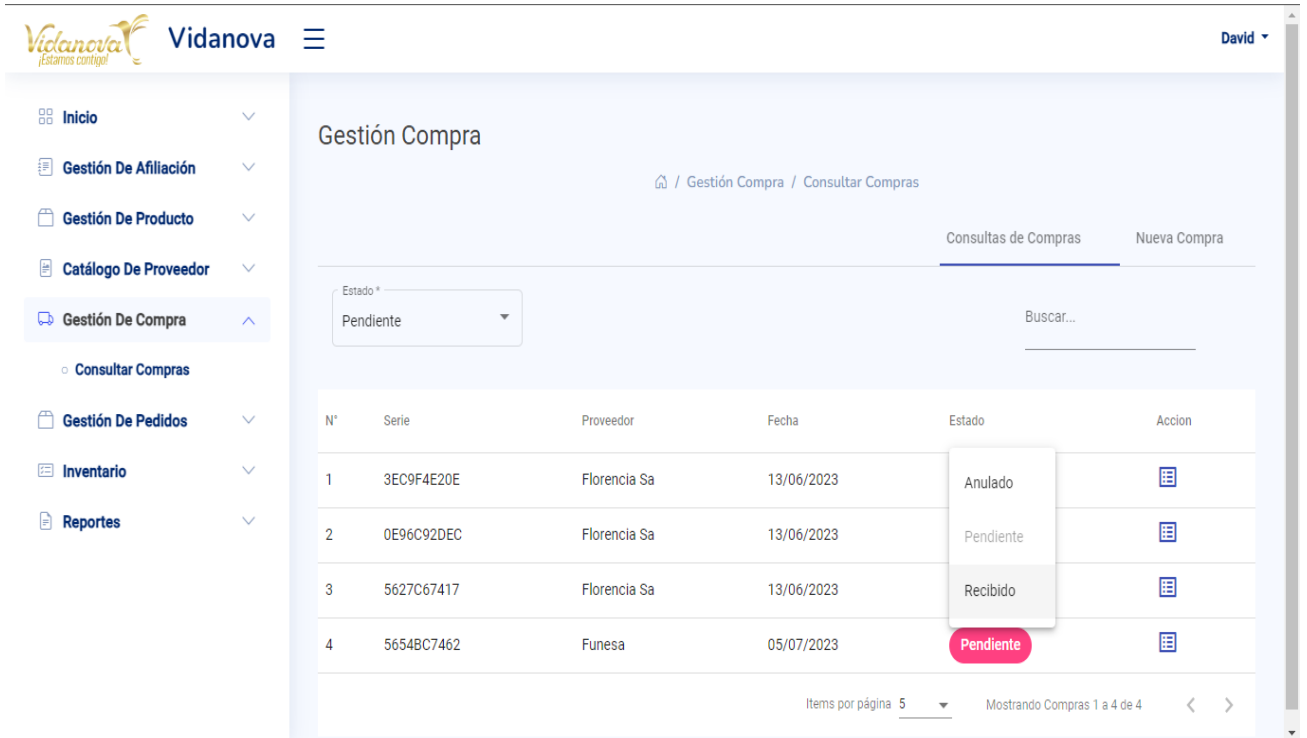 Vidanova
¡Estamos contigo!
Vidanova
David
Inicio
Gestión De Afiliación
Gestión De Producto
Catálogo De Proveedor
Gestión De Compra
Consultar Compras
Gestión De Pedidos
Inventario
Reportes
Gestión Compra
/ Gestión Compra / Consultar Compras
Consultas de Compras Nueva Compra
Estado *
Pendiente
Buscar...
N° Serie Proveedor Fecha Estado Accion
1 3EC9F4E20E Florencia Sa 13/06/2023
2 0E96C92DEC Florencia Sa 13/06/2023
3 5627C67417 Florencia Sa 13/06/2023
4 5654BC7462 Funesa 05/07/2023 Pendiente
Anulado
Pendiente
Recibido
Items por página 5 Mostrando Compras 1 a 4 de 4